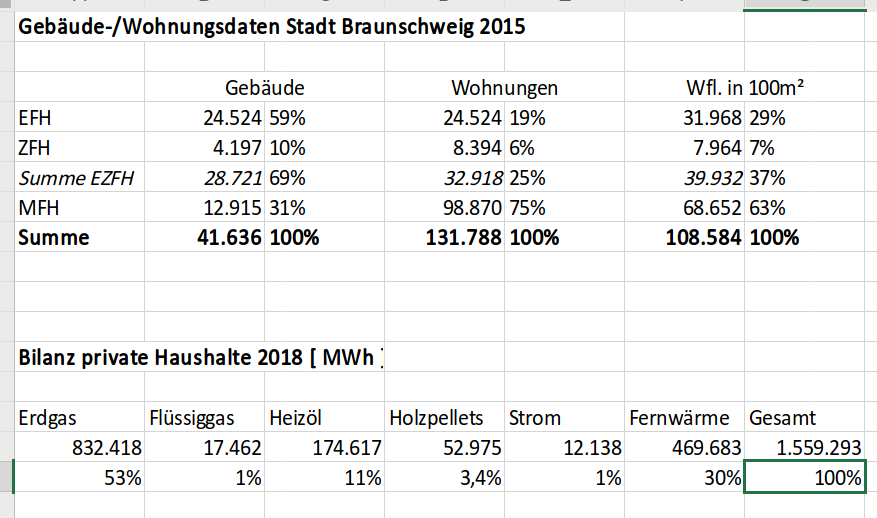 Gebäude-/Wohnungsdaten Stadt Braunschweig 2015
Gebäude Wohnungen Wfl. in 100m²
EFH 24.524 59% 24.524 19% 31.968 29%
ZFH 4.197 10% 8.394 6% 7.964 7%
Summe EZFH 28.721 69% 32.918 25% 39.932 37%
MFH 12.915 31% 98.870 75% 68.652 63%
Summe 41.636 100% 131.788 100% 108.584 100%
Bilanz private Haushalte 2018 [ MWh ]
Erdgas Flüssiggas Heizöl Holzpellets Strom Fernwärme Gesamt
832.418 17.462 174.617 52.975 12.138 469.683 1.559.293
53% 1% 11% 3,4% 1% 30% 100%